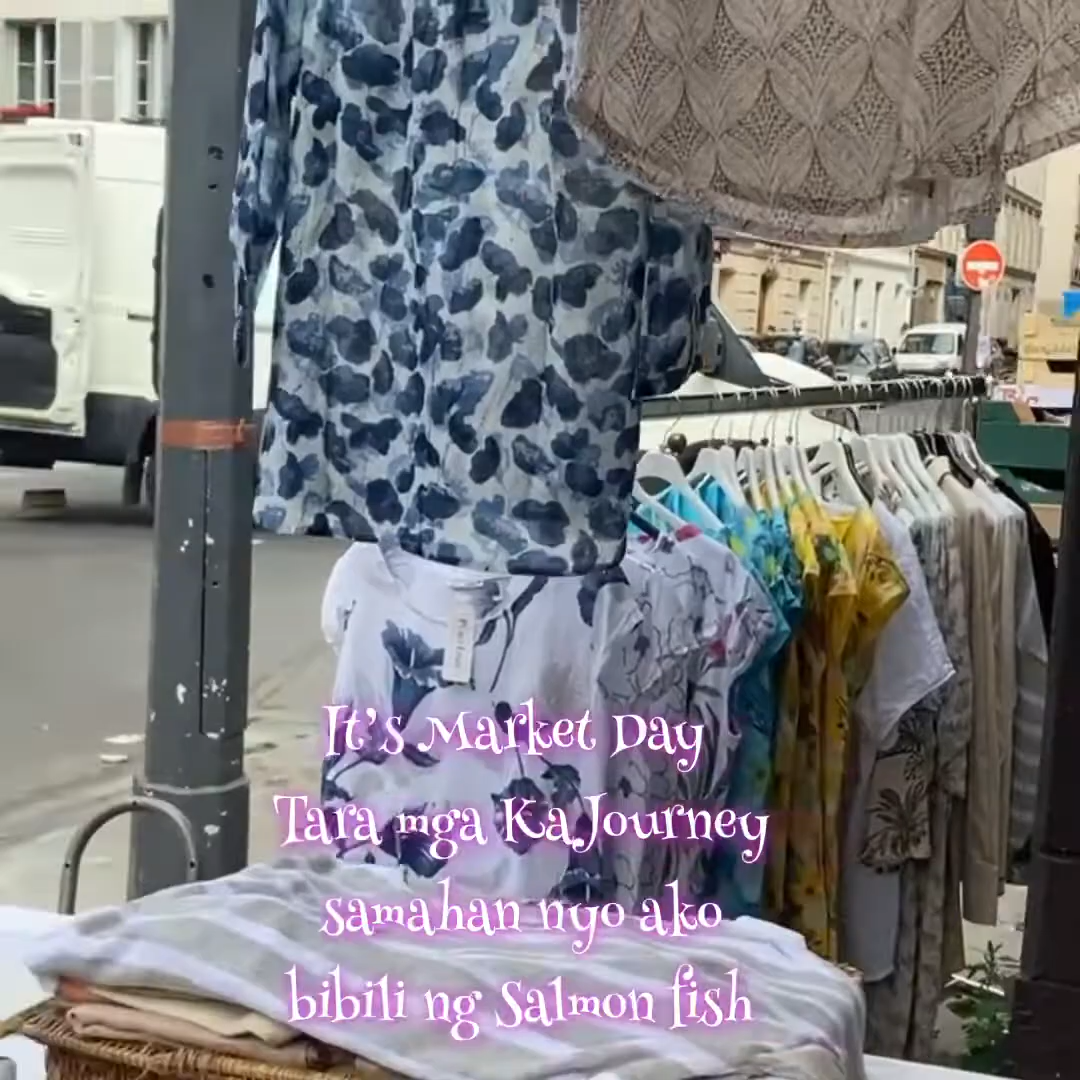 It's Market Day
Tara mga KaJourney
samahan nyo ako
bibili ng Salmon fish